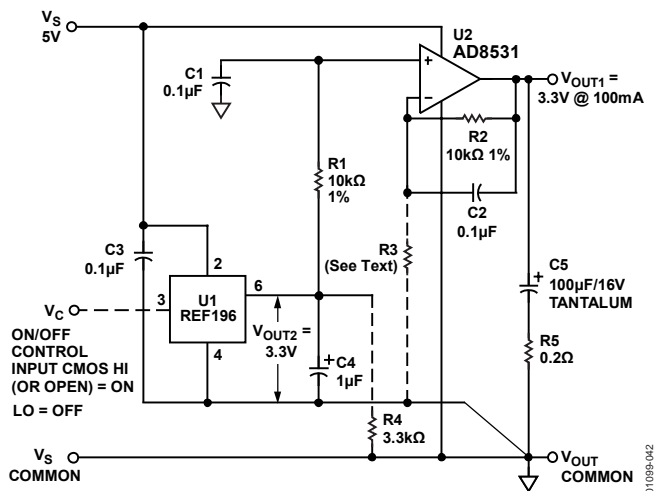 VS
5V
U2
AD8531
C1
0.1µF
+
−
VOUT1 =
3.3V @ 100mA
R2
10kΩ 1%
R1
10kΩ
1%
C2
0.1µF
C3
0.1µF
R3
(See Text)
C5
100µF/16V
TANTALUM
+
2
3
U1
REF196
6
4
VC
ON/OFF
CONTROL
INPUT CMOS HI
(OR OPEN) = ON
LO = OFF
VOUT2 =
3.3V
+
C4
1µF
R5
0.2Ω
R4
3.3kΩ
VS
COMMON
VOUT
COMMON
01099-042